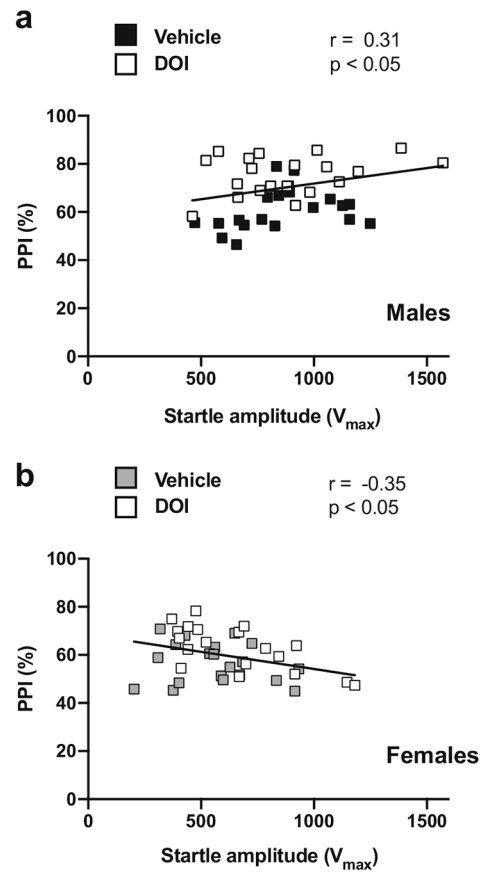 a
Vehicle
DOI
r = 0.31
p < 0.05
100
80
60
40
20
0
PPI (%)
Males
0 500 1000 1500
Startle amplitude (Vmax)
b
Vehicle
DOI
r = -0.35
p < 0.05
100
80
60
40
20
0
PPI (%)
Females
0 500 1000 1500
Startle amplitude (Vmax)